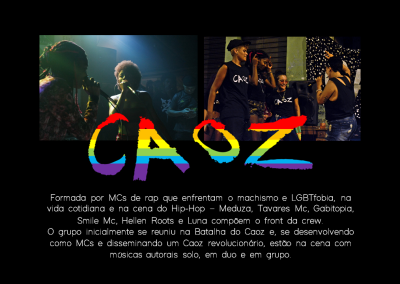 CAOZ
CAOZ
CAOZ
Formada por MCs de rap que enfrentam o machismo e LGBTfobia, na
vida cotidiana e na cena do Hip-Hop – Meduza, Tavares Mc, Gabitopia,
Smile Mc, Hellen Roots e Luna compõem o front da crew.
O grupo inicialmente se reuniu na Batalha do Caoz e, se desenvolvendo
como MCs e disseminando um Caoz revolucionário, estão na cena com
músicas autorais solo, em duo e em grupo.